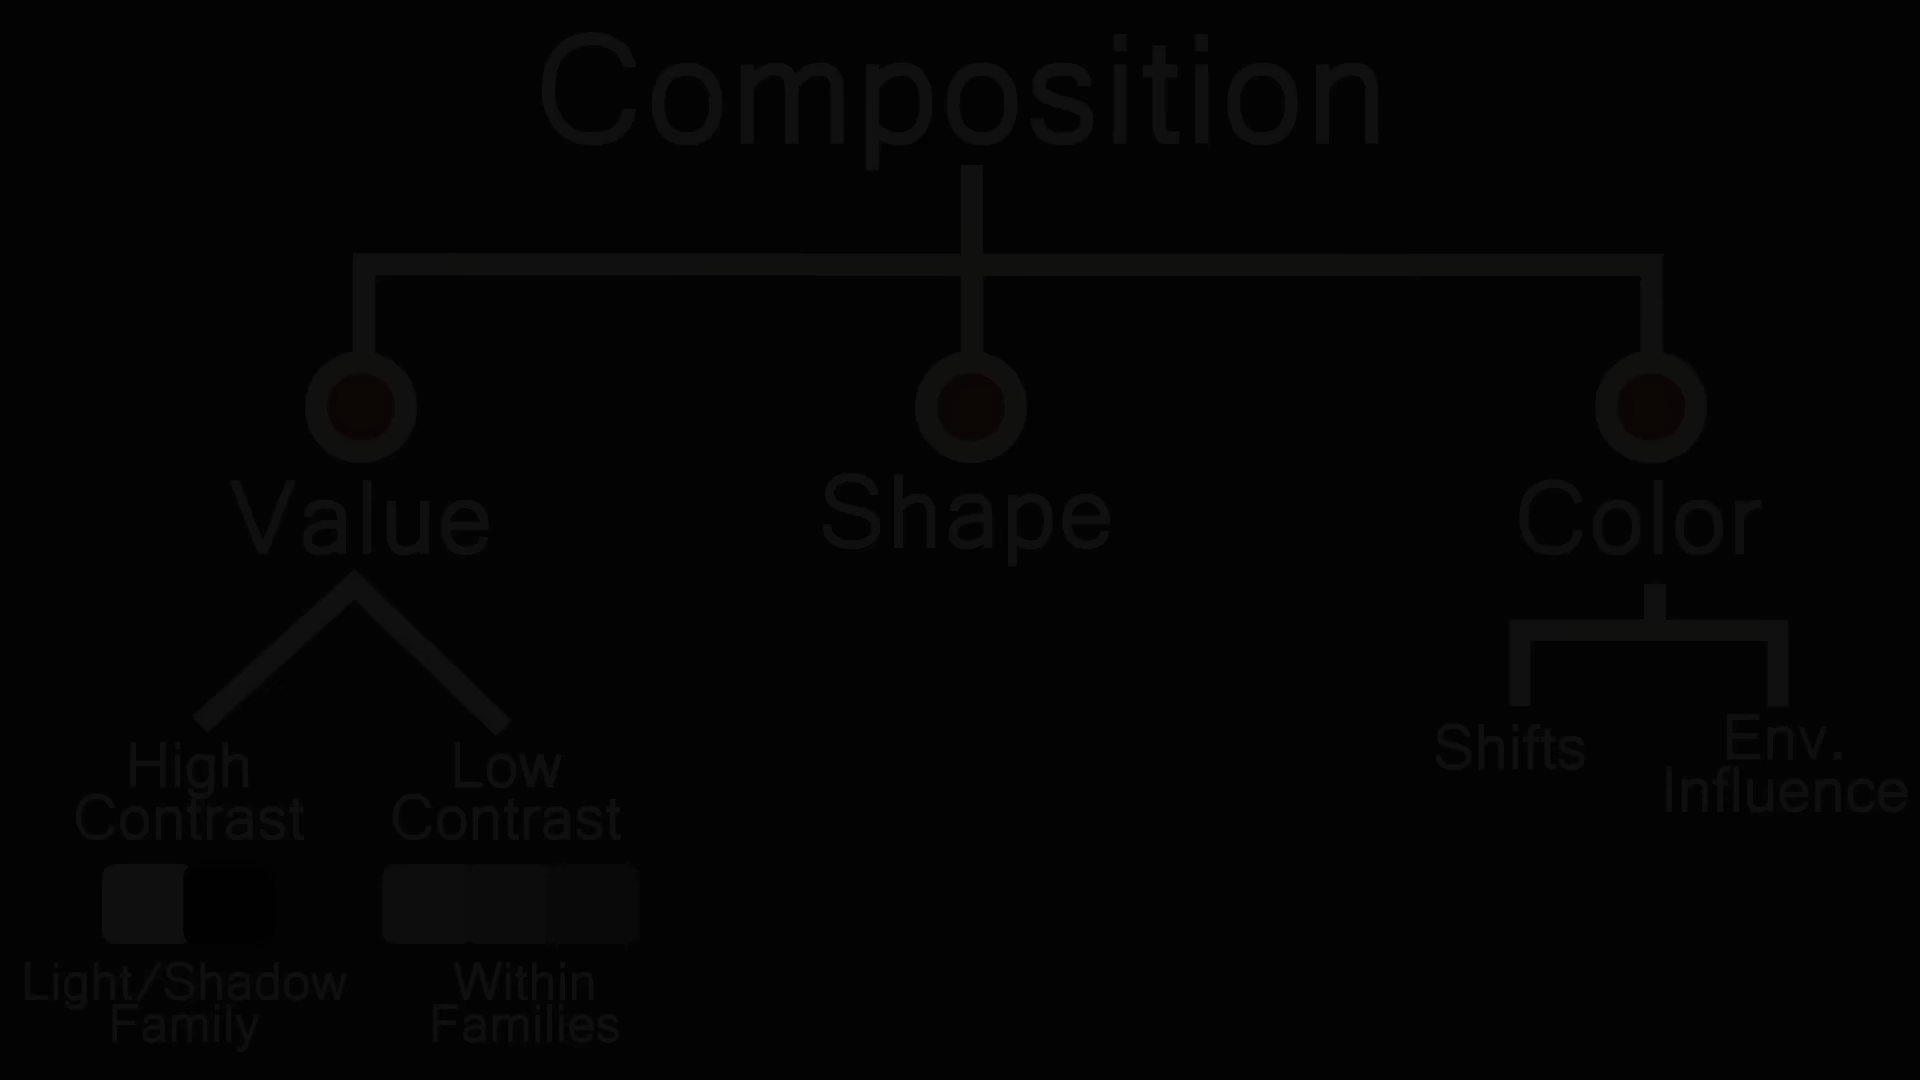 Composition
Value
Shape
Color
High
Contrast
Low
Contrast
Shifts
Env.
Influence
Light/Shadow
Family
Within
Families